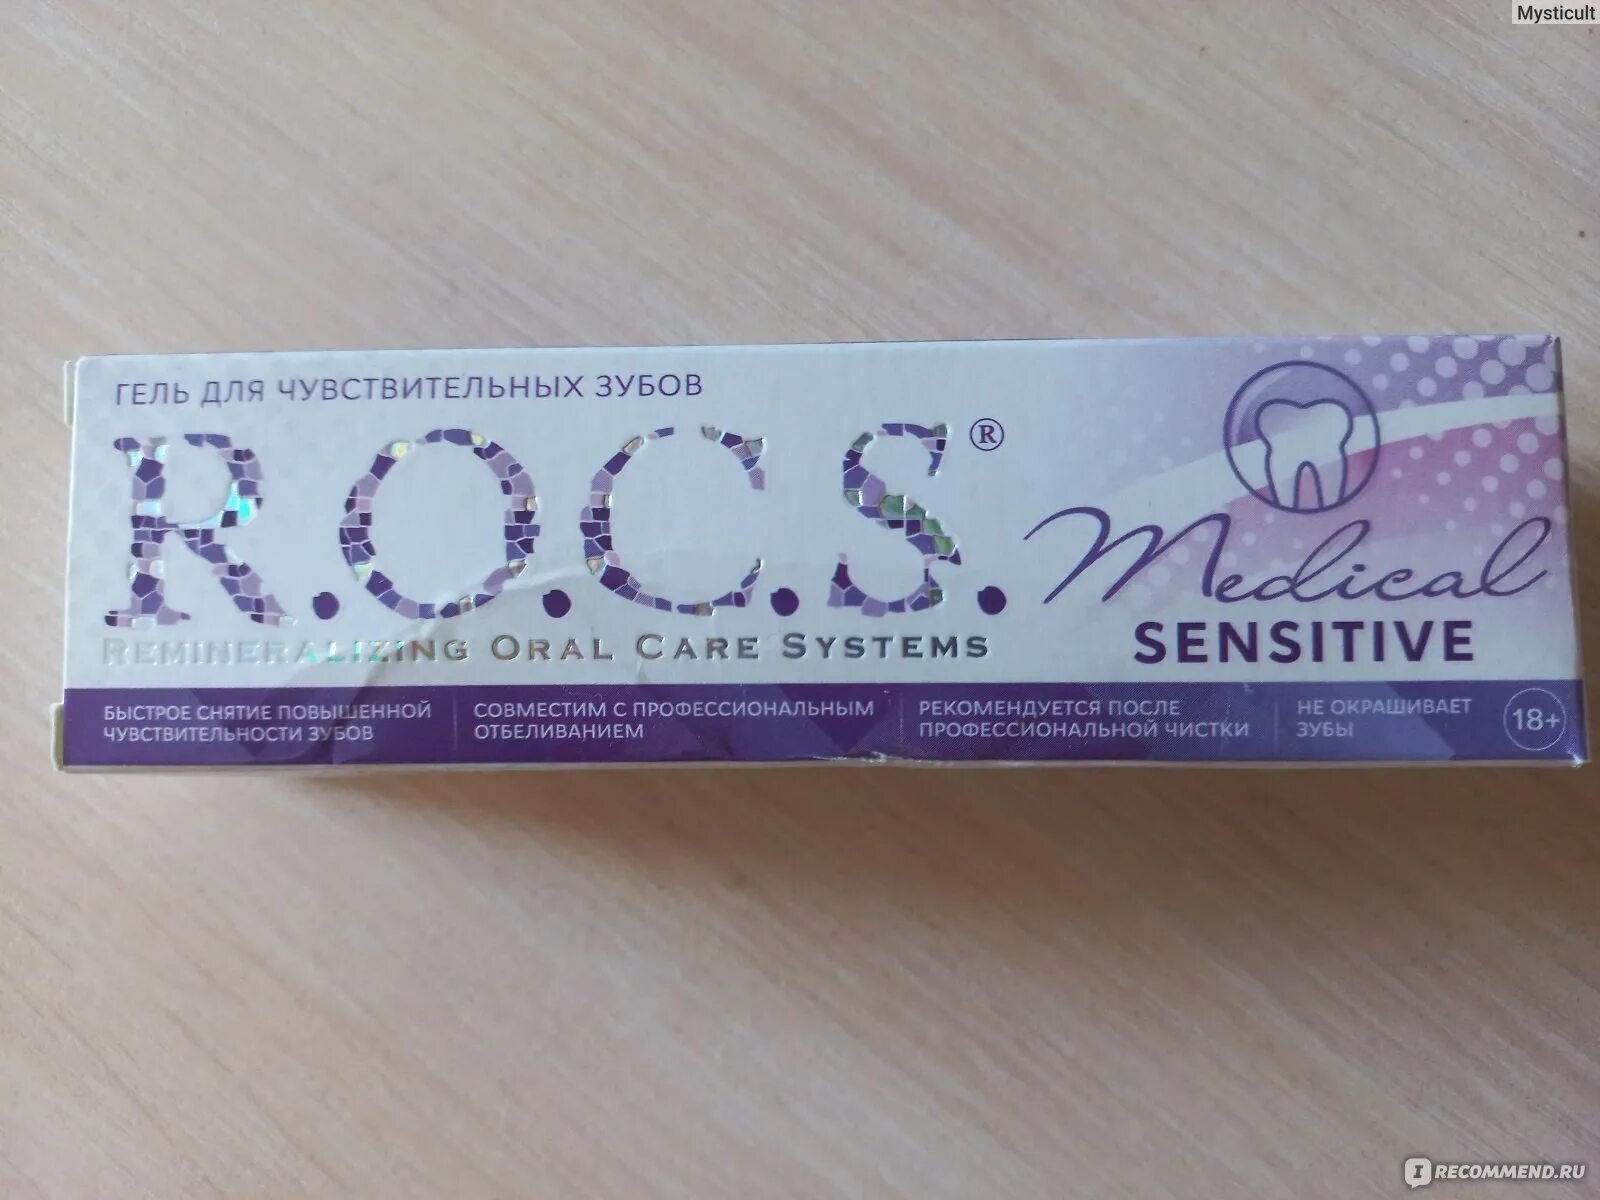 Mysticult
ГЕЛЬ ДЛЯ ЧУВСТВИТЕЛЬНЫХ ЗУБОВ
R.O.C.S.®
REMINERALIZING ORAL CARE SYSTEMS
Medical
SENSITIVE
БЫСТРОЕ СНЯТИЕ ПОВЫШЕННОЙ
ЧУВСТВИТЕЛЬНОСТИ ЗУБОВ
СОВМЕСТИМ С ПРОФЕССИОНАЛЬНЫМ
ОТБЕЛИВАНИЕМ
РЕКОМЕНДУЕТСЯ ПОСЛЕ
ПРОФЕССИОНАЛЬНОЙ ЧИСТКИ
НЕ ОКРАШИВАЕТ
ЗУБЫ
18+
IRECOMMEND.RU